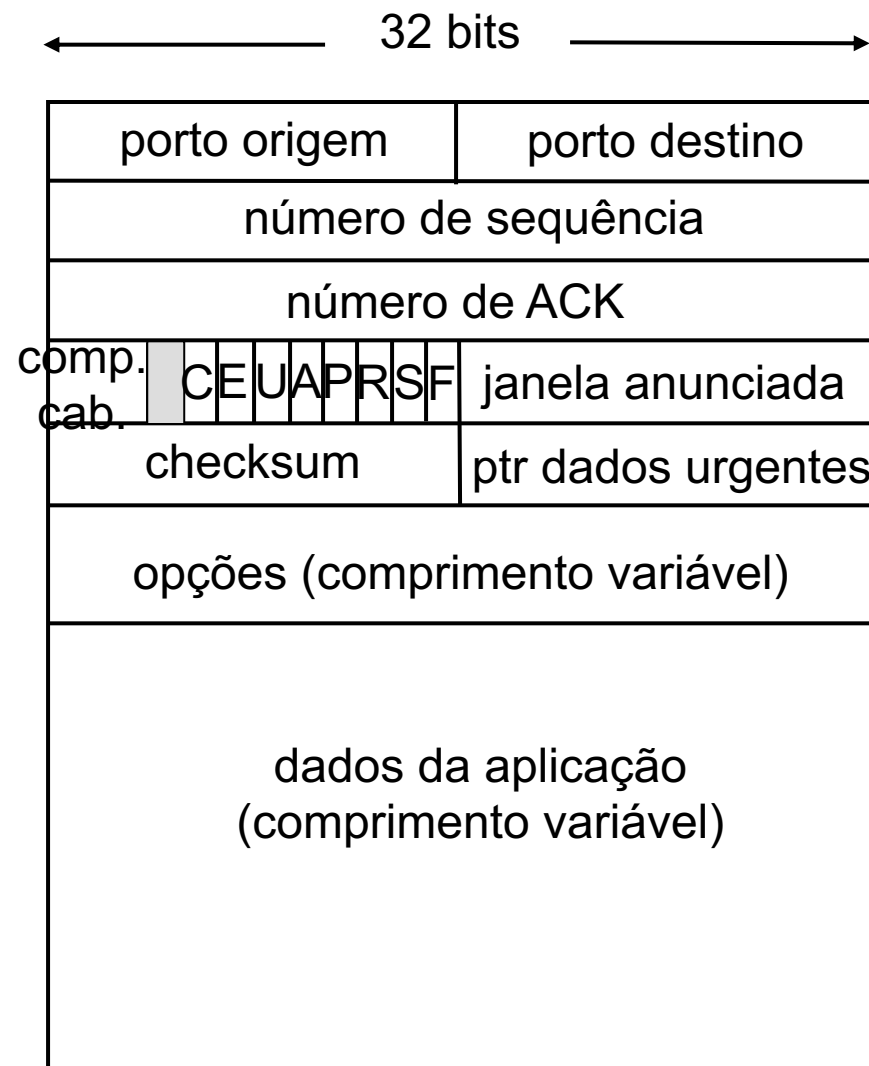 32 bits
porto origem porto destino
número de sequência
número de ACK
comp.
cab.
C E U A P R S F janela anunciada
checksum ptr dados urgentes
opções (comprimento variável)
dados da aplicação
(comprimento variável)